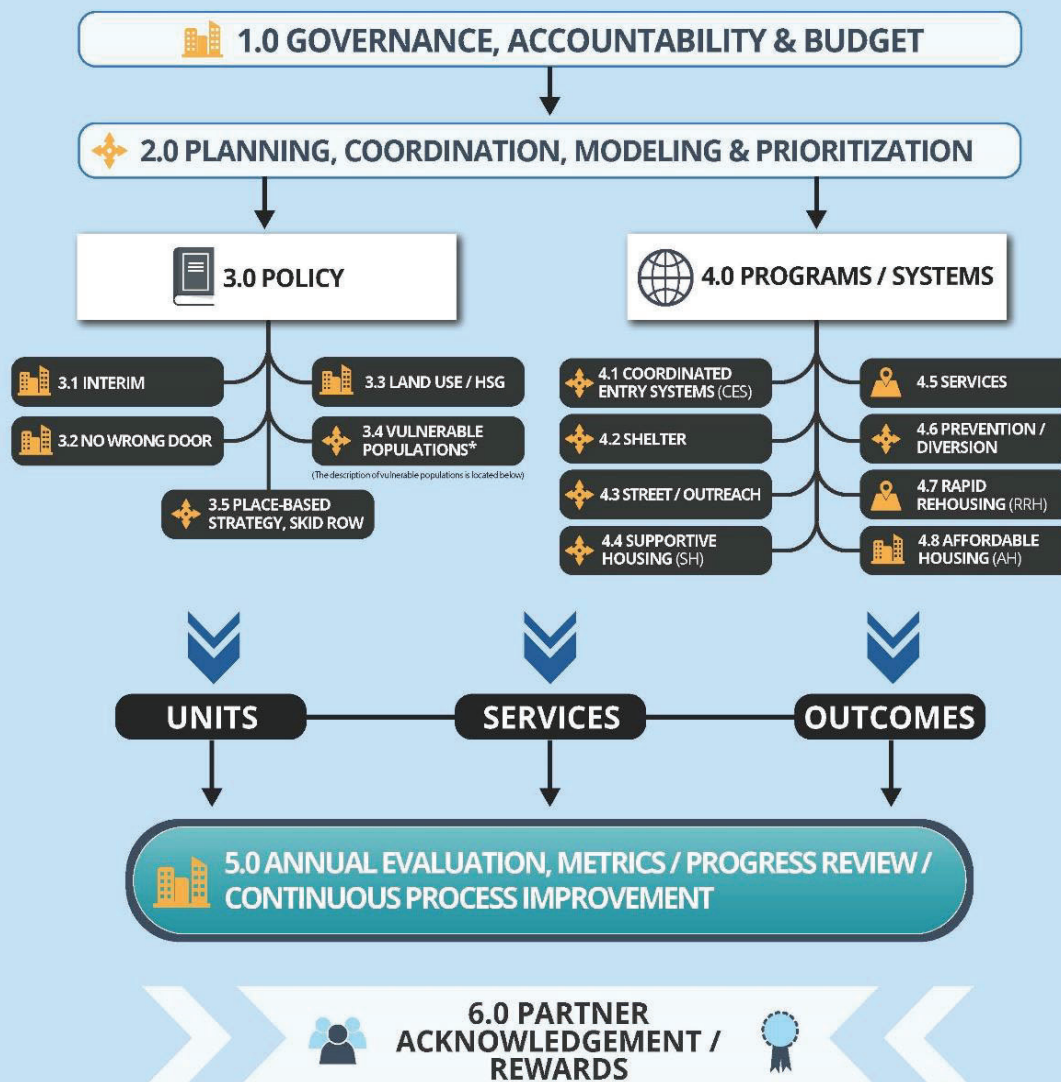 1.0 GOVERNANCE, ACCOUNTABILITY & BUDGET
2.0 PLANNING, COORDINATION, MODELING & PRIORITIZATION
3.0 POLICY
4.0 PROGRAMS / SYSTEMS
3.1 INTERIM
3.2 NO WRONG DOOR
3.3 LAND USE / HSG
3.4 VULNERABLE
POPULATIONS*
(The description of vulnerable populations is located below)
3.5 PLACE-BASED
STRATEGY, SKID ROW
4.1 COORDINATED
ENTRY SYSTEMS (CES)
4.2 SHELTER
4.3 STREET / OUTREACH
4.4 SUPPORTIVE
HOUSING (SH)
4.5 SERVICES
4.6 PREVENTION /
DIVERSION
4.7 RAPID
REHOUSING (RRH)
4.8 AFFORDABLE
HOUSING (AH)
UNITS
SERVICES
OUTCOMES
5.0 ANNUAL EVALUATION, METRICS / PROGRESS REVIEW /
CONTINUOUS PROCESS IMPROVEMENT
6.0 PARTNER
ACKNOWLEDGEMENT /
REWARDS